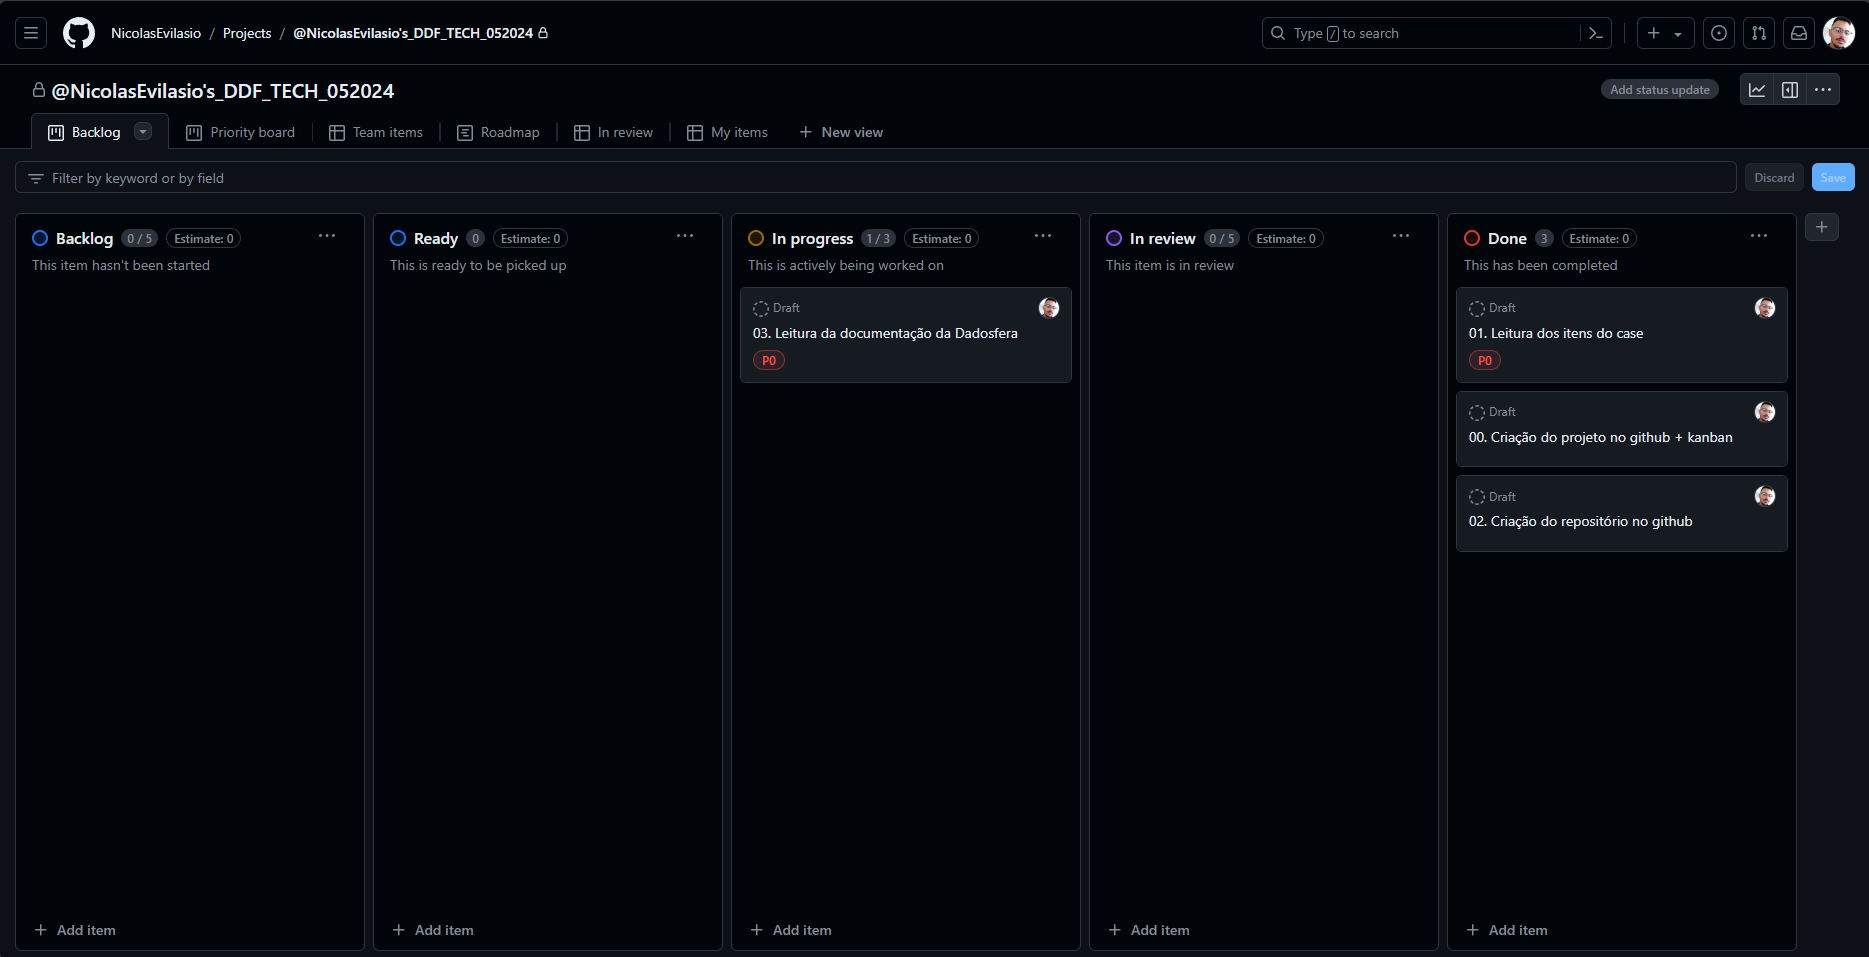 NicolasEvilasio / Projects / @NicolasEvilasio's_DDF_TECH_052024
Type / to search
@NicolasEvilasio's_DDF_TECH_052024
Add status update
Backlog
Priority board
Team items
Roadmap
In review
My items
New view
Filter by keyword or by field
Discard
Save
Backlog 0 / 5 Estimate: 0
This item hasn't been started
Add item
Ready 0 Estimate: 0
This is ready to be picked up
Add item
In progress 1 / 3 Estimate: 0
This is actively being worked on
Draft
03. Leitura da documentação da Dadosfera
P0
Add item
In review 0 / 5 Estimate: 0
This item is in review
Add item
Done 3 Estimate: 0
This has been completed
Draft
01. Leitura dos itens do case
P0
Draft
00. Criação do projeto no github + kanban
Draft
02. Criação do repositório no github
Add item